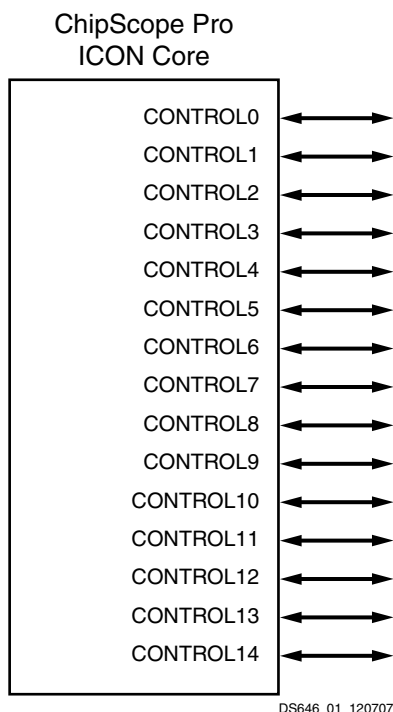 ChipScope Pro
ICON Core
CONTROL0
CONTROL1
CONTROL2
CONTROL3
CONTROL4
CONTROL5
CONTROL6
CONTROL7
CONTROL8
CONTROL9
CONTROL10
CONTROL11
CONTROL12
CONTROL13
CONTROL14
DS646_01_120707